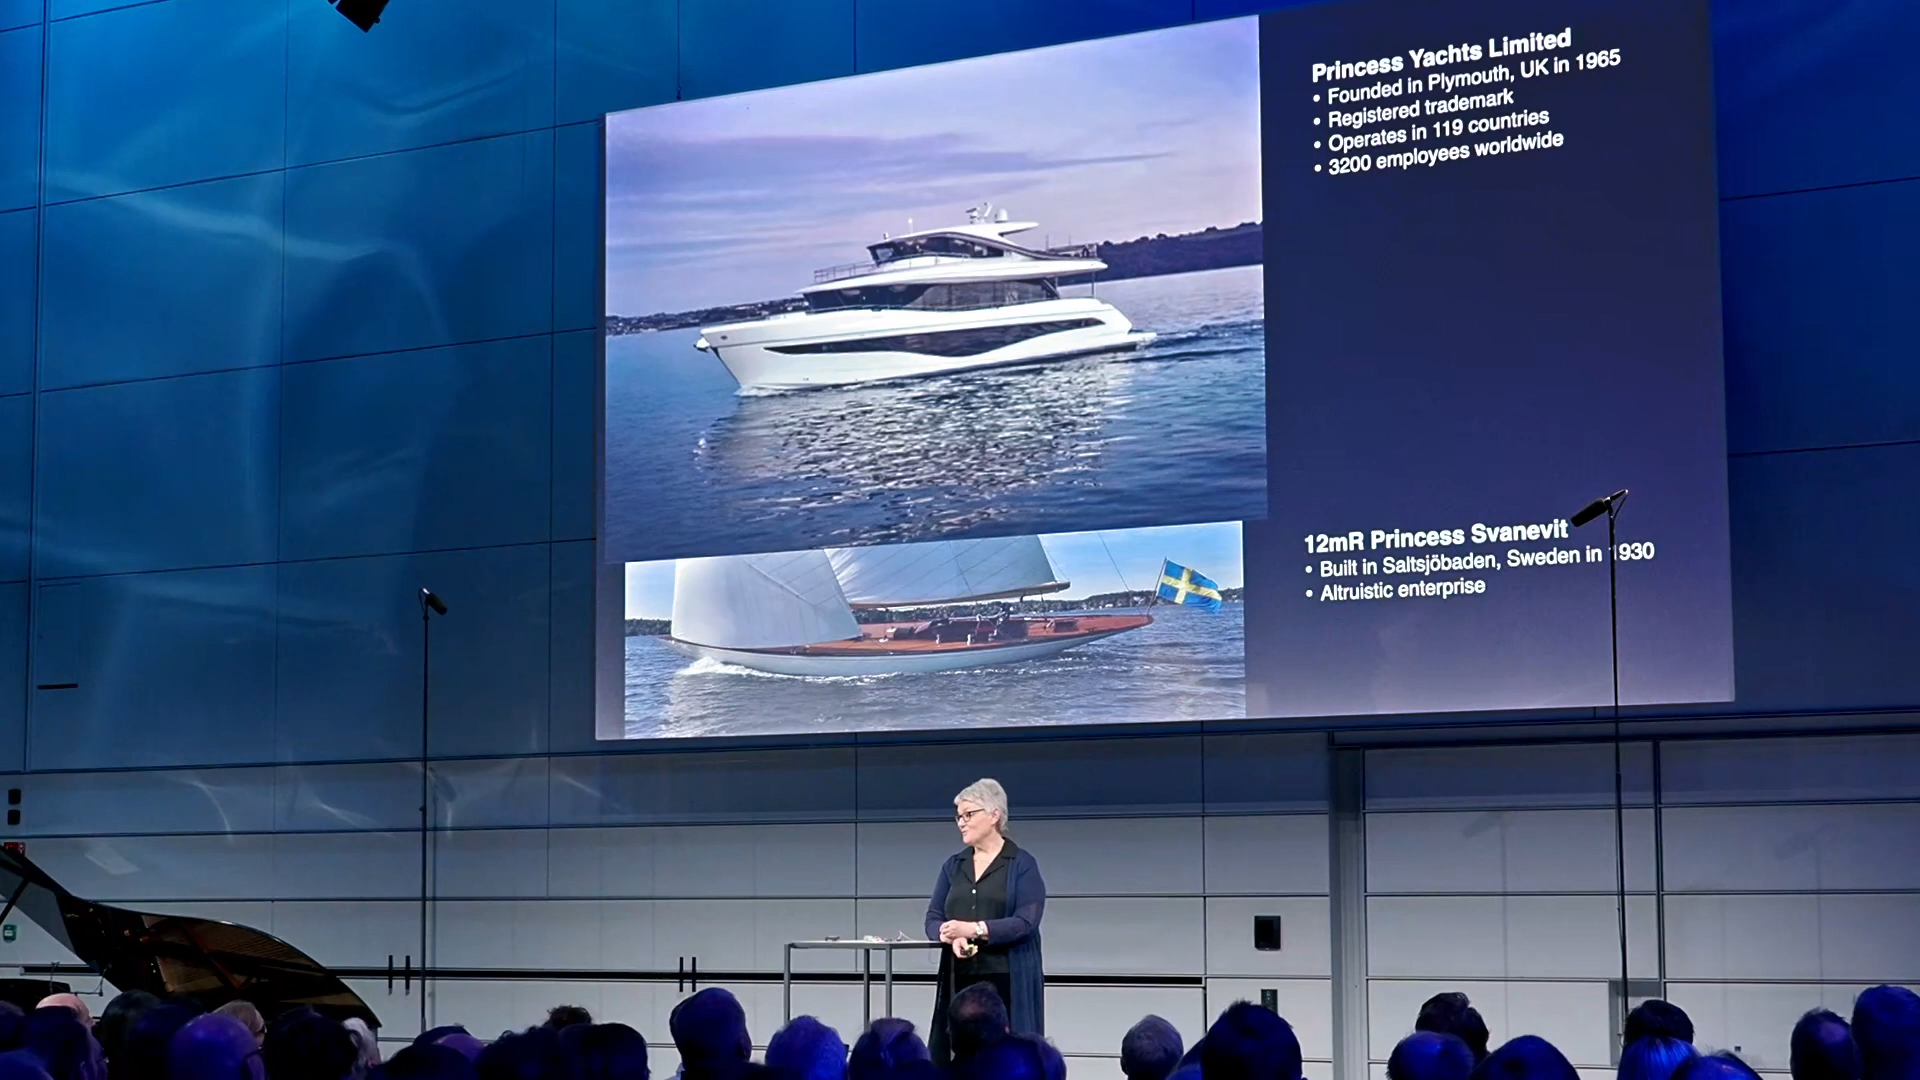 Princess Yachts Limited
• Founded in Plymouth, UK in 1965
• Registered trademark
• Operates in 119 countries
• 3200 employees worldwide
12mR Princess Svanevit
• Built in Saltsjöbaden, Sweden in 1930
• Altruistic enterprise